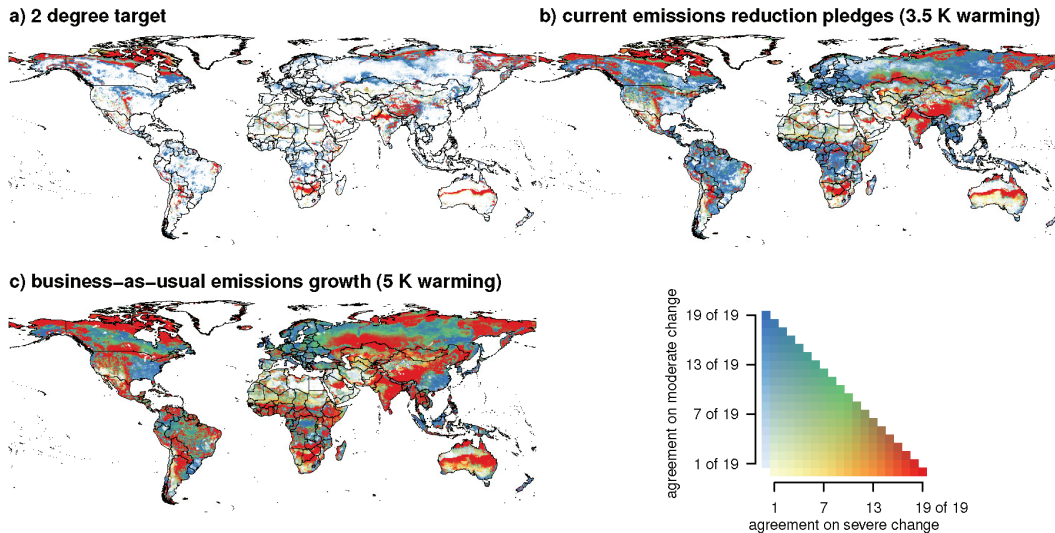 a) 2 degree target
b) current emissions reduction pledges (3.5 K warming)
c) business−as−usual emissions growth (5 K warming)
agreement on moderate change
19 of 19
13 of 19
7 of 19
1 of 19
1 7 13 19 of 19
agreement on severe change